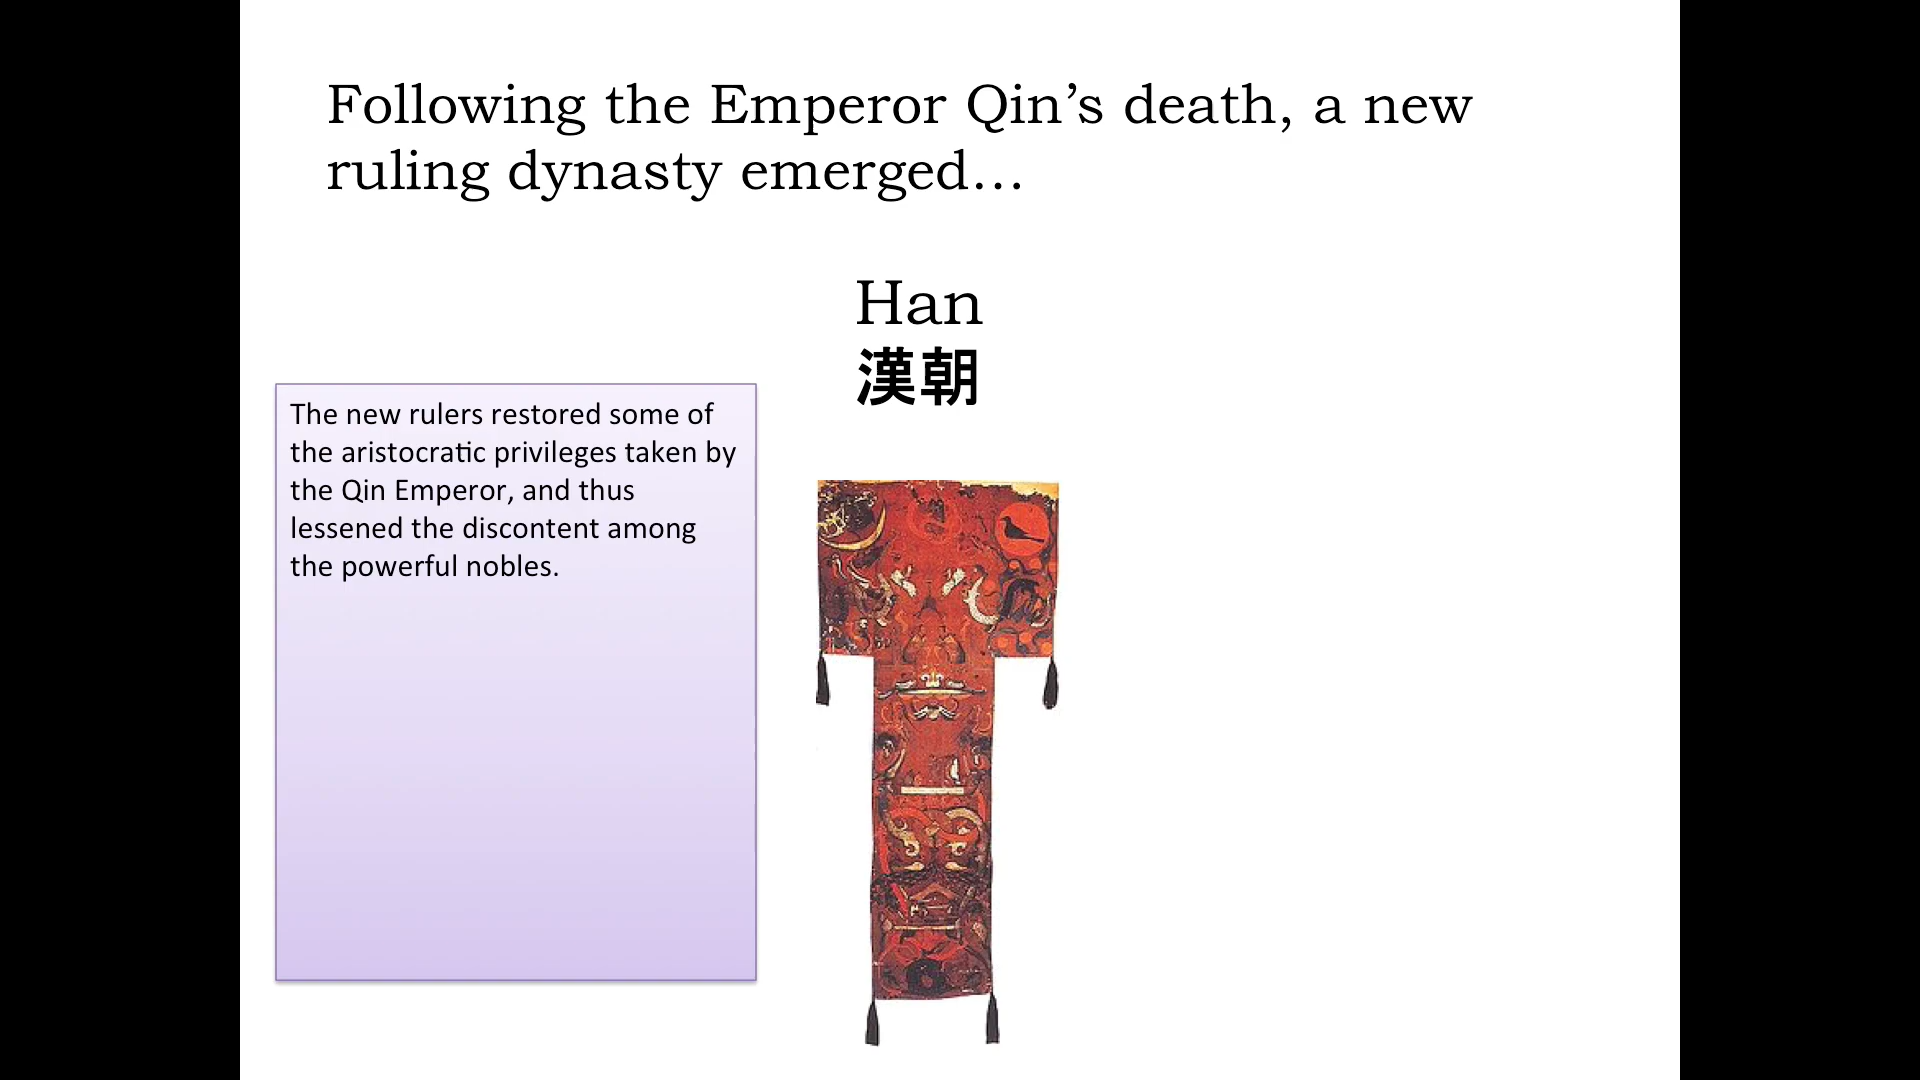 Following the Emperor Qin’s death, a new
ruling dynasty emerged…
Han
漢朝
The new rulers restored some of
the aristocratic privileges taken by
the Qin Emperor, and thus
lessened the discontent among
the powerful nobles.